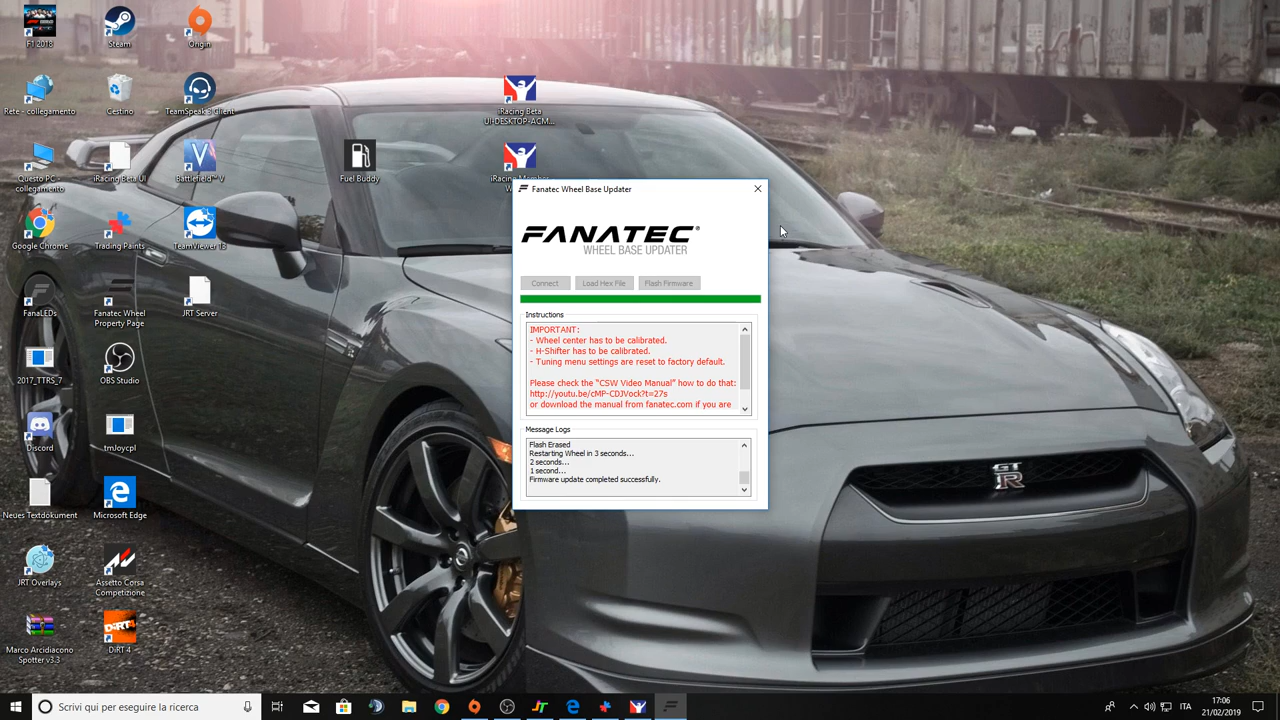 F1 2018
Steam
Origin
Rete - collegamento
Cestino
TeamSpeak 3 Client
iRacing Beta
UI-DESKTOP-ACM...
Questo PC -
collegamento
iRacing Beta UI
Battlefield™ V
Fuel Buddy
Google Chrome
Trading Paints
TeamViewer 13
FanaLEDs
Fanatec Wheel
Property Page
JRT Server
2017_TTRS_7
OBS Studio
Discord
tmJoycpl
Neues Textdokument
Microsoft Edge
JRT Overlays
Assetto Corsa
Competizione
Marco Arcidiacono
Spotter v3.3
DiRT 4
Fanatec Wheel Base Updater
FANATEC®
WHEEL BASE UPDATER
Connect
Load Hex File
Flash Firmware
Instructions
IMPORTANT:
- Wheel center has to be calibrated.
- H-Shifter has to be calibrated.
- Tuning menu settings are reset to factory default.
Please check the “CSW Video Manual” how to do that:
http://youtu.be/cMP-CDJVock?t=27s
or download the manual from fanatec.com if you are
Message Logs
Flash Erased
Restarting Wheel in 3 seconds...
2 seconds...
1 second...
Firmware update completed successfully.
GT
R
Scrivi qui per eseguire la ricerca
ITA
17:06
21/02/2019